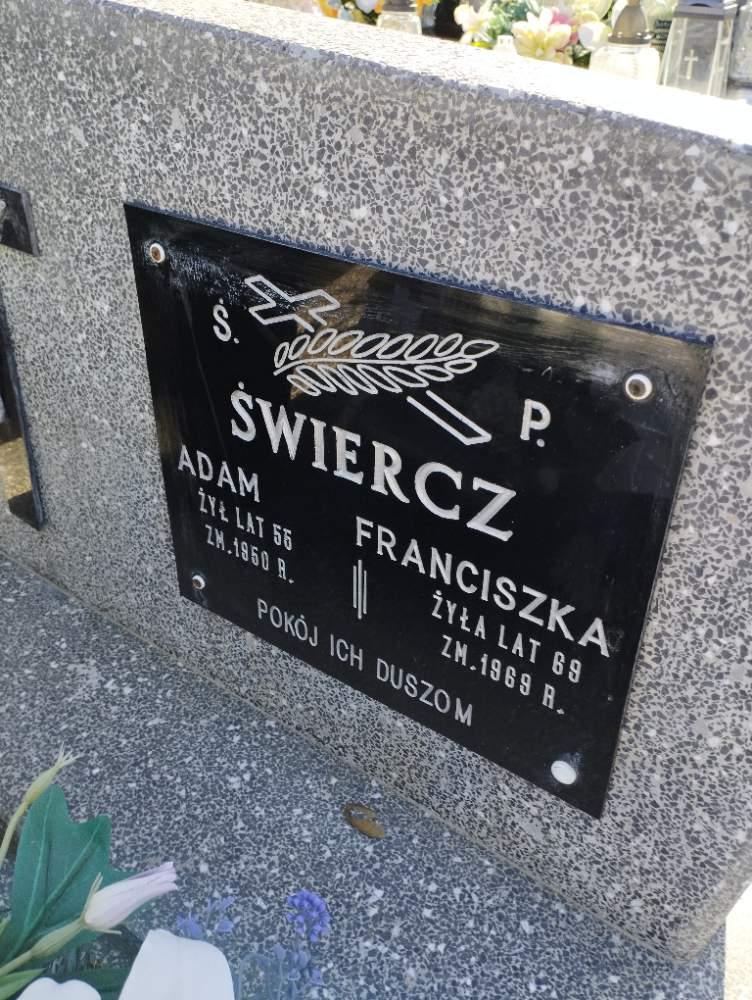 Ś. P.
ŚWIERCZ
ADAM
ŻYŁ LAT 55
ZM. 1950 R.
FRANCISZKA
ŻYŁA LAT 69
ZM. 1969 R.
POKÓJ ICH DUSZOM